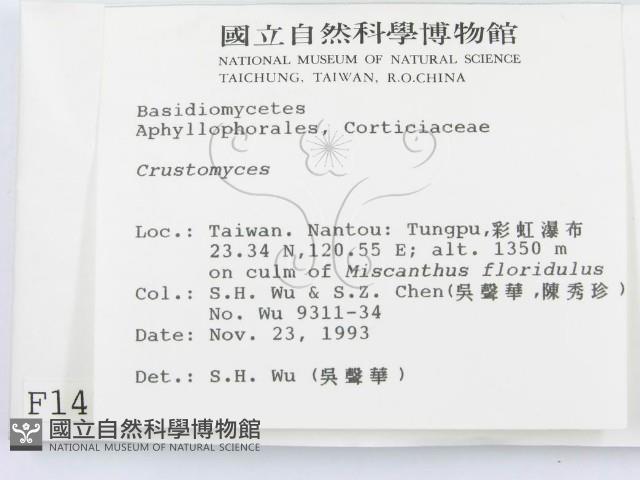 國立自然科學博物館
NATIONAL MUSEUM OF NATURAL SCIENCE
TAICHUNG, TAIWAN, R.O.CHINA
Basidiomycetes
Aphyllophorales, Corticiaceae
Crustomyces
Loc.: Taiwan. Nantou: Tungpu,彩虹瀑布
23.34 N,120.55 E; alt. 1350 m
on culm of Miscanthus floridulus
Col.: S.H. Wu & S.Z. Chen(吳聲華,陳秀珍)
No. Wu 9311-34
Date: Nov. 23, 1993
Det.: S.H. Wu (吳聲華)
F14
國立自然科學博物館
NATIONAL MUSEUM OF NATURAL SCIENCE